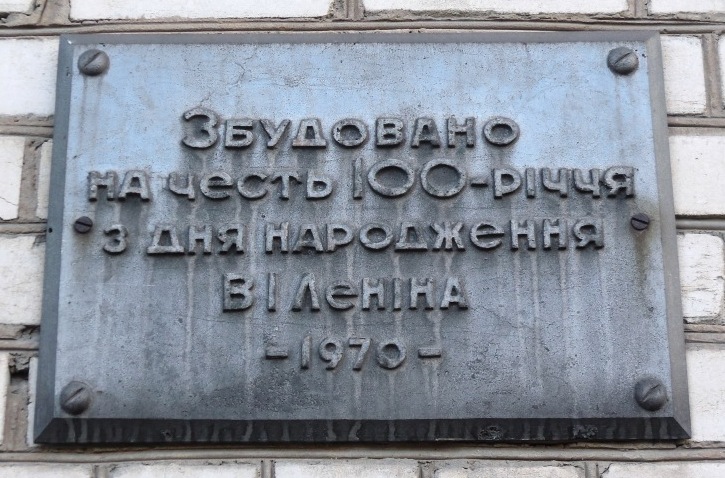 Збудовано
на честь 100-річчя
з дня народження
В І Леніна
- 1970 -